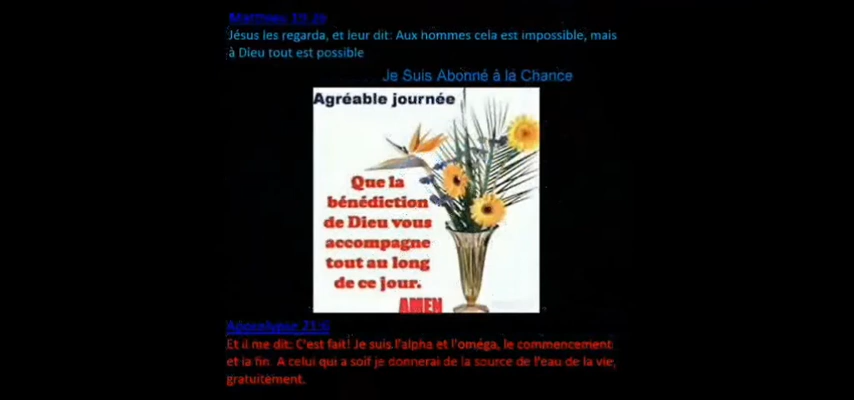 Matthieu 19:26
Jésus les regarda, et leur dit: Aux hommes cela est impossible, mais
à Dieu tout est possible
Je Suis Abonné à la Chance
Agréable journée
Que la
bénédiction
de Dieu vous
accompagne
tout au long
de ce jour.
AMEN
Apocalypse 21:6
Et il me dit: C'est fait! Je suis l'alpha et l'oméga, le commencement
et la fin. A celui qui a soif je donnerai de la source de l'eau de la vie,
gratuitement.